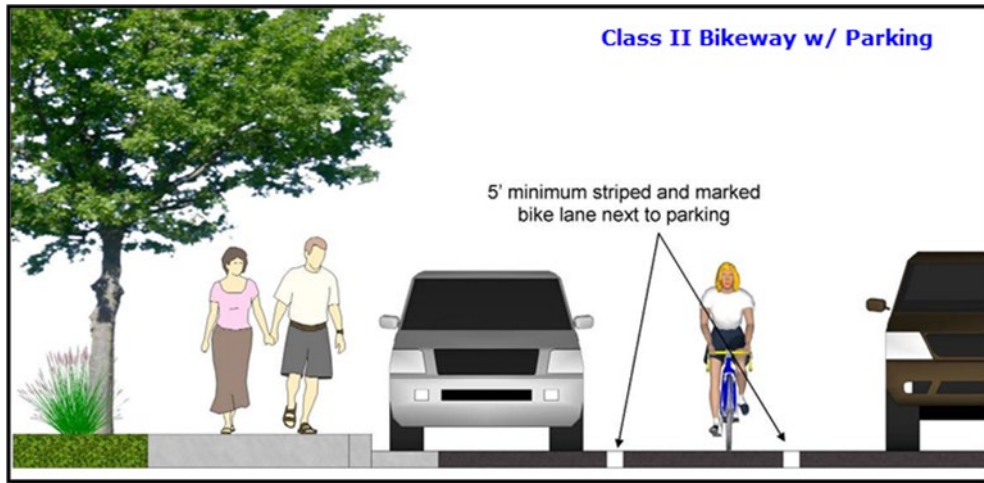 Class II Bikeway w/ Parking
5' minimum striped and marked
bike lane next to parking